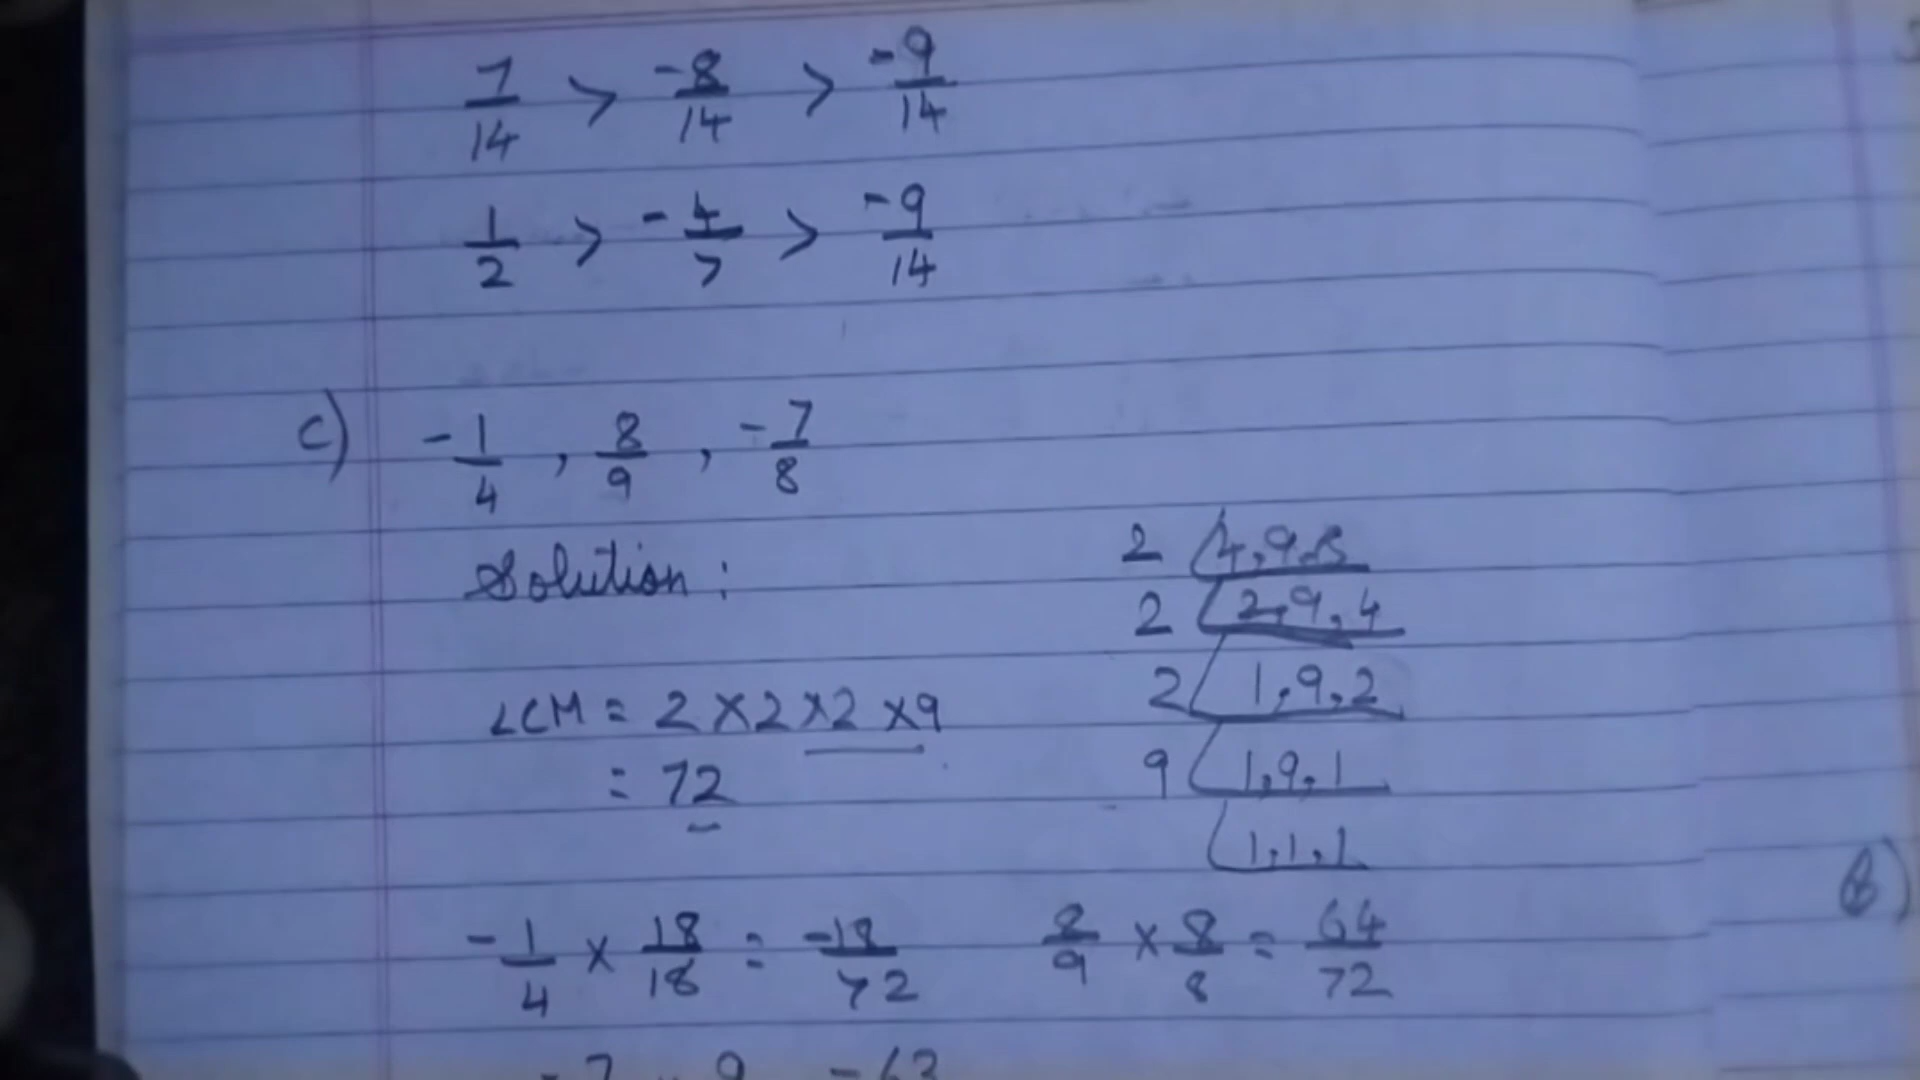 7/14 > -8/14 > -9/14
1/2 > -4/7 > -9/14
c) -1/4 , 8/9 , -7/8
Solution :
2 4,9,8
2 2,9,4
2 1,9,2
9 1,9,1
1,1,1
LCM = 2×2×2×9
= 72
-1/4 × 18/18 = -18/72 8/9 × 8/8 = 64/72
B)